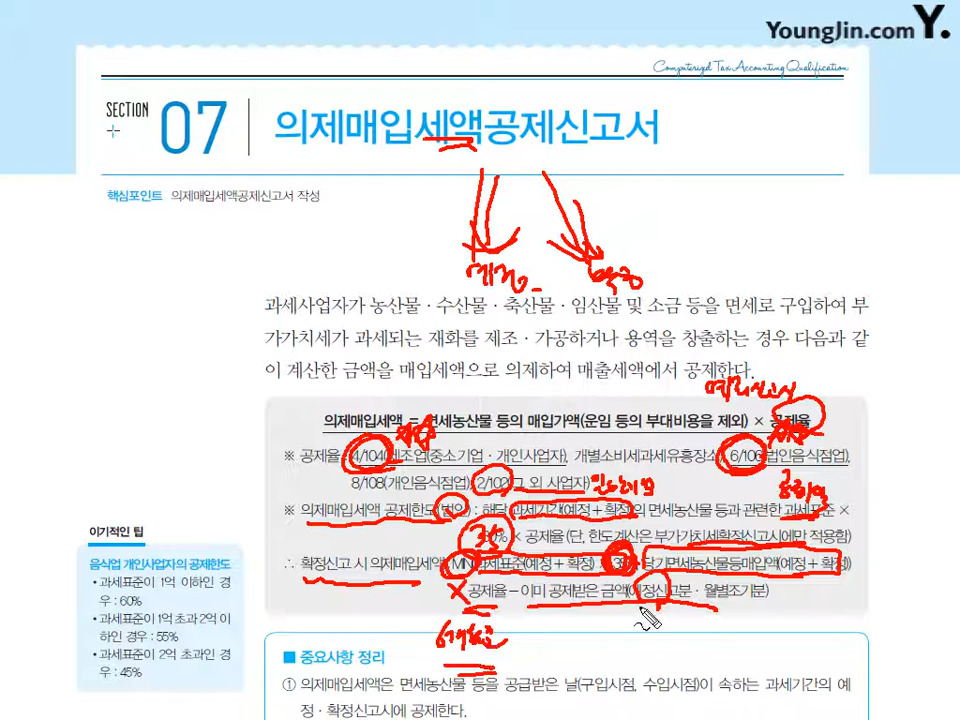 YoungJin.com Y.
Computerized Tax Accounting Qualification
SECTION 07 의제매입세액공제신고서
핵심포인트 의제매입세액공제신고서 작성
예정
확정
과세사업자가 농산물·수산물·축산물·임산물 및 소금 등을 면세로 구입하여 부
가가치세가 과세되는 재화를 제조·가공하거나 용역을 창출하는 경우 다음과 같
이 계산한 금액을 매입세액으로 의제하여 매출세액에서 공제한다.
의제매입세액 = 면세농산물 등의 매입가액(운임 등의 부대비용을 제외) × 공제율
※ 공제율 : 4/104(제조업(중소기업·개인사업자), 개별소비세과세유흥장소, 6/106(법인음식점업),
8/108(개인음식점업), 2/102(그 외 사업자)
※ 의제매입세액 공제한도(법인) : 해당 과세기간(예정+확정)의 면세농산물 등과 관련한 과세표준 ×
35
× 공제율 (단, 한도계산은 부가가치세확정신고시에만 적용함)
∴ 확정신고 시 의제매입세액 : MIN 과세표준(예정+확정) 당기면세농산물등매입액(예정+확정)
공제율 – 이미 공제받은 금액(예정신고분·월별조기분)
이기적인 팁
음식업 개인사업자의 공제한도
• 과세표준이 1억 이하인 경
우 : 60%
• 과세표준이 1억 초과 2억 이
하인 경우 : 55%
• 과세표준이 2억 초과인 경
우 : 45%
■ 중요사항 정리
① 의제매입세액은 면세농산물 등을 공급받은 날(구입시점, 수입시점)이 속하는 과세기간의 예
정·확정신고시에 공제한다.